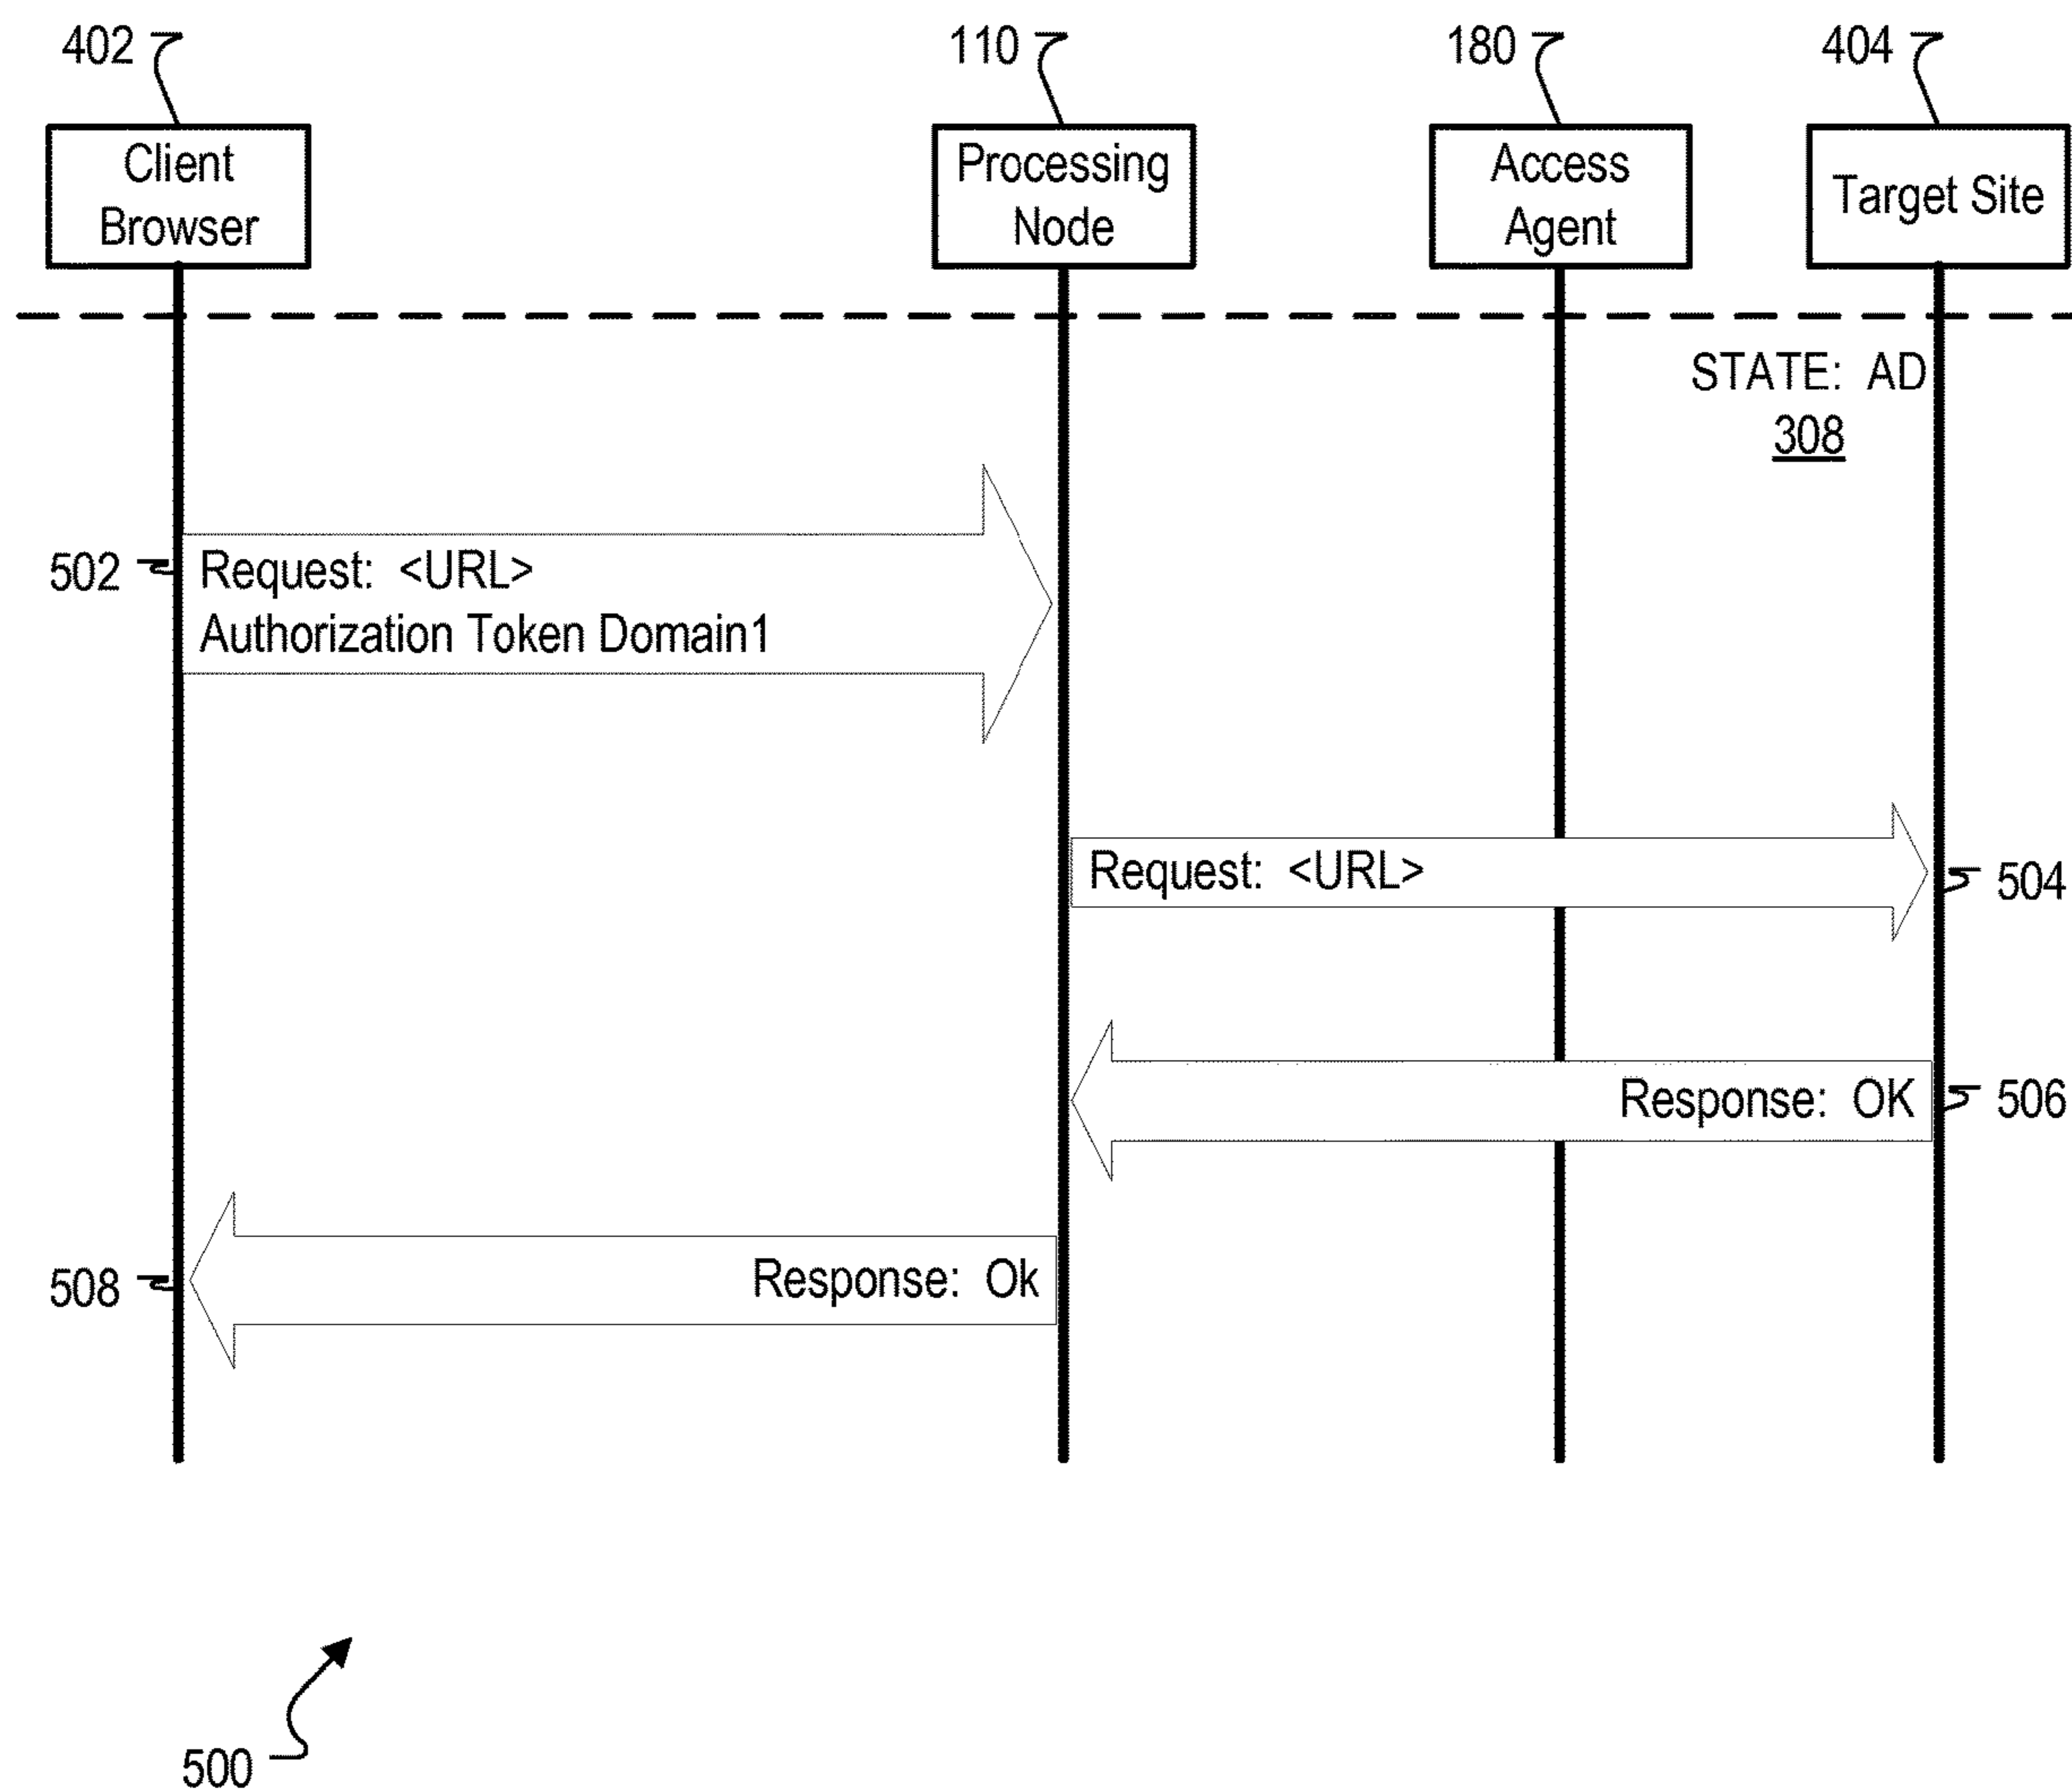 402
110
180
404
Client
Browser
Processing
Node
Access
Agent
Target Site
STATE: AD
308
502
Request: <URL>
Authorization Token Domain1
Request: <URL>
504
Response: OK
506
Response: Ok
508
500